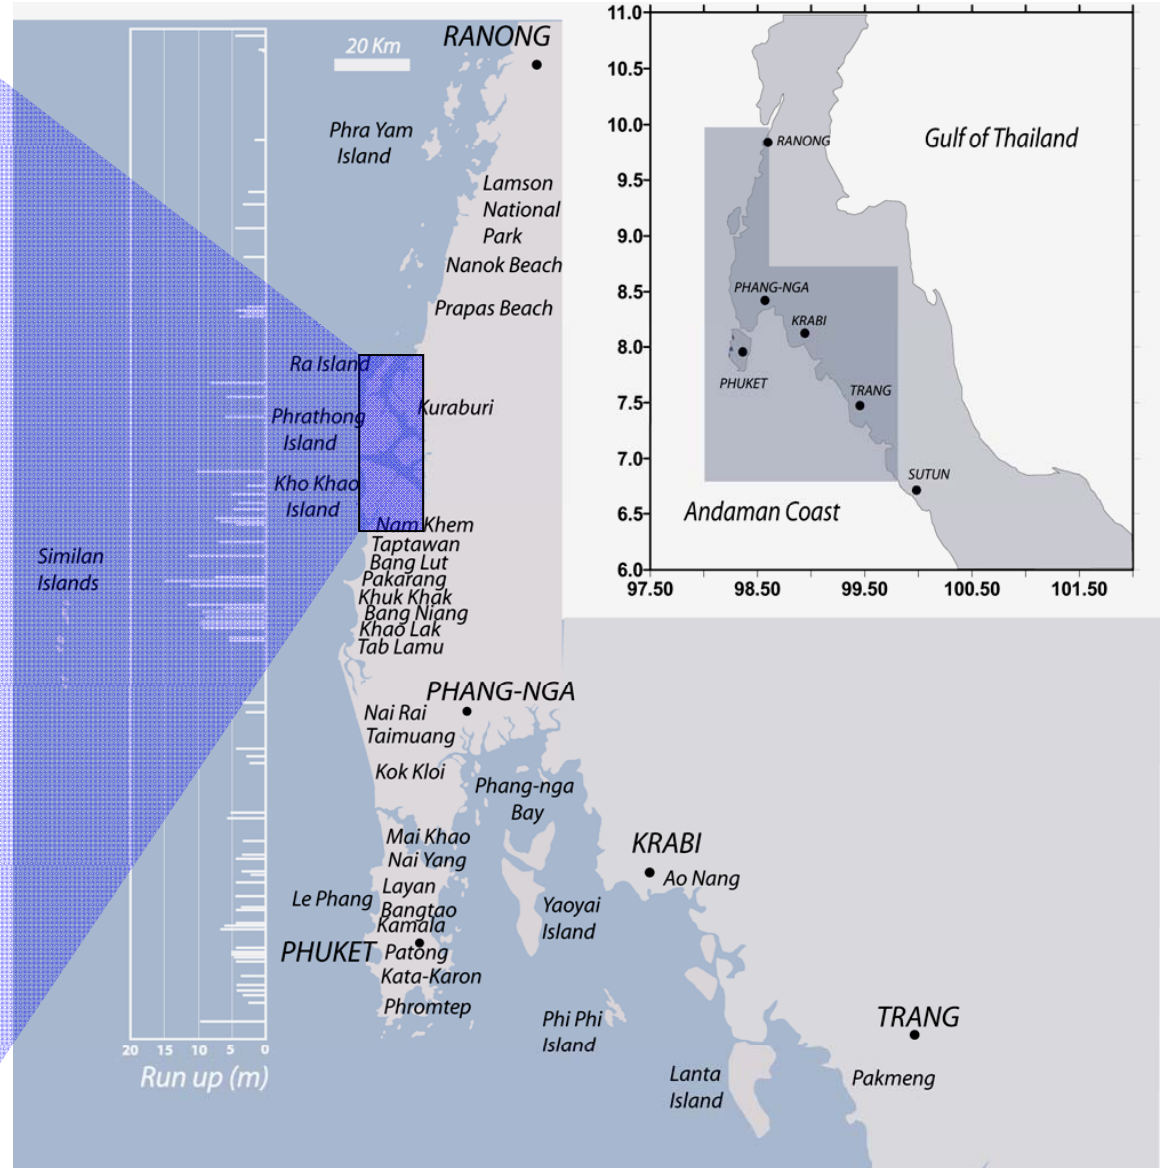 RANONG
20 Km
Phra Yam
Island
Lamson
National
Park
Nanok Beach
Prapas Beach
Ra Island
Kuraburi
Phrathong
Island
Kho Khao
Island
Nam Khem
Taptawan
Similan
Islands
Bang Lut
Pakarang
Khuk Khak
Bang Niang
Khao Lak
Tab Lamu
PHANG-NGA
Nai Rai
Taimuang
Kok Kloi
Phang-nga
Bay
Mai Khao
Nai Yang
KRABI
Ao Nang
Layan
Le Phang
Bangtao
Kamala
Yaoyai
Island
PHUKET
Patong
Kata-Karon
Phromtep
Phi Phi
Island
TRANG
Lanta
Island
Pakmeng
20 15 10 5 0
Run up (m)
11.0
10.5
10.0
9.5
9.0
8.5
8.0
7.5
7.0
6.5
6.0
97.50 98.50 99.50 100.50 101.50
Gulf of Thailand
RANONG
PHANG-NGA
KRABI
PHUKET
TRANG
SUTUN
Andaman Coast